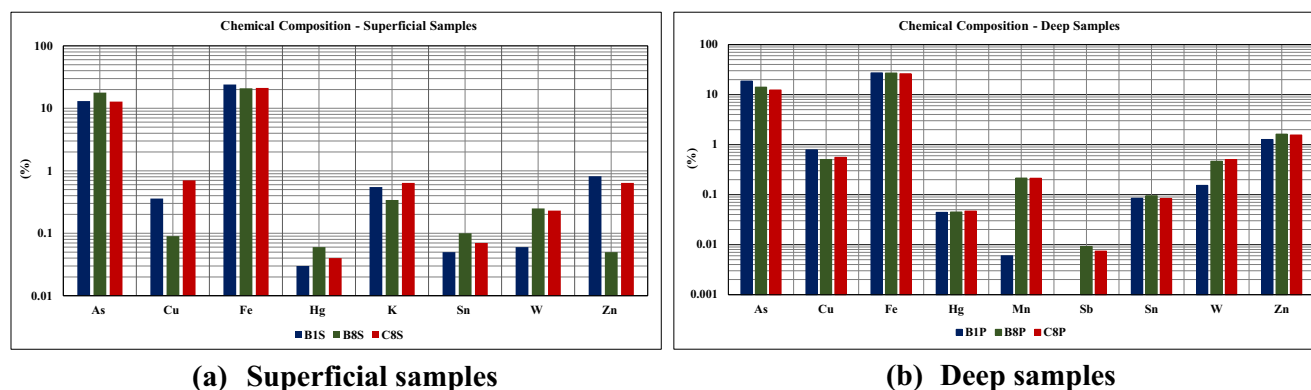 Chemical Composition - Superficial Samples
100
10
1
0.1
0.01
(%)
As Cu Fe Hg K Sn W Zn
B1S B8S C8S
(a) Superficial samples
Chemical Composition - Deep Samples
100
10
1
0.1
0.01
0.001
(%)
As Cu Fe Hg Mn Sb Sn W Zn
B1P B8P C8P
(b) Deep samples